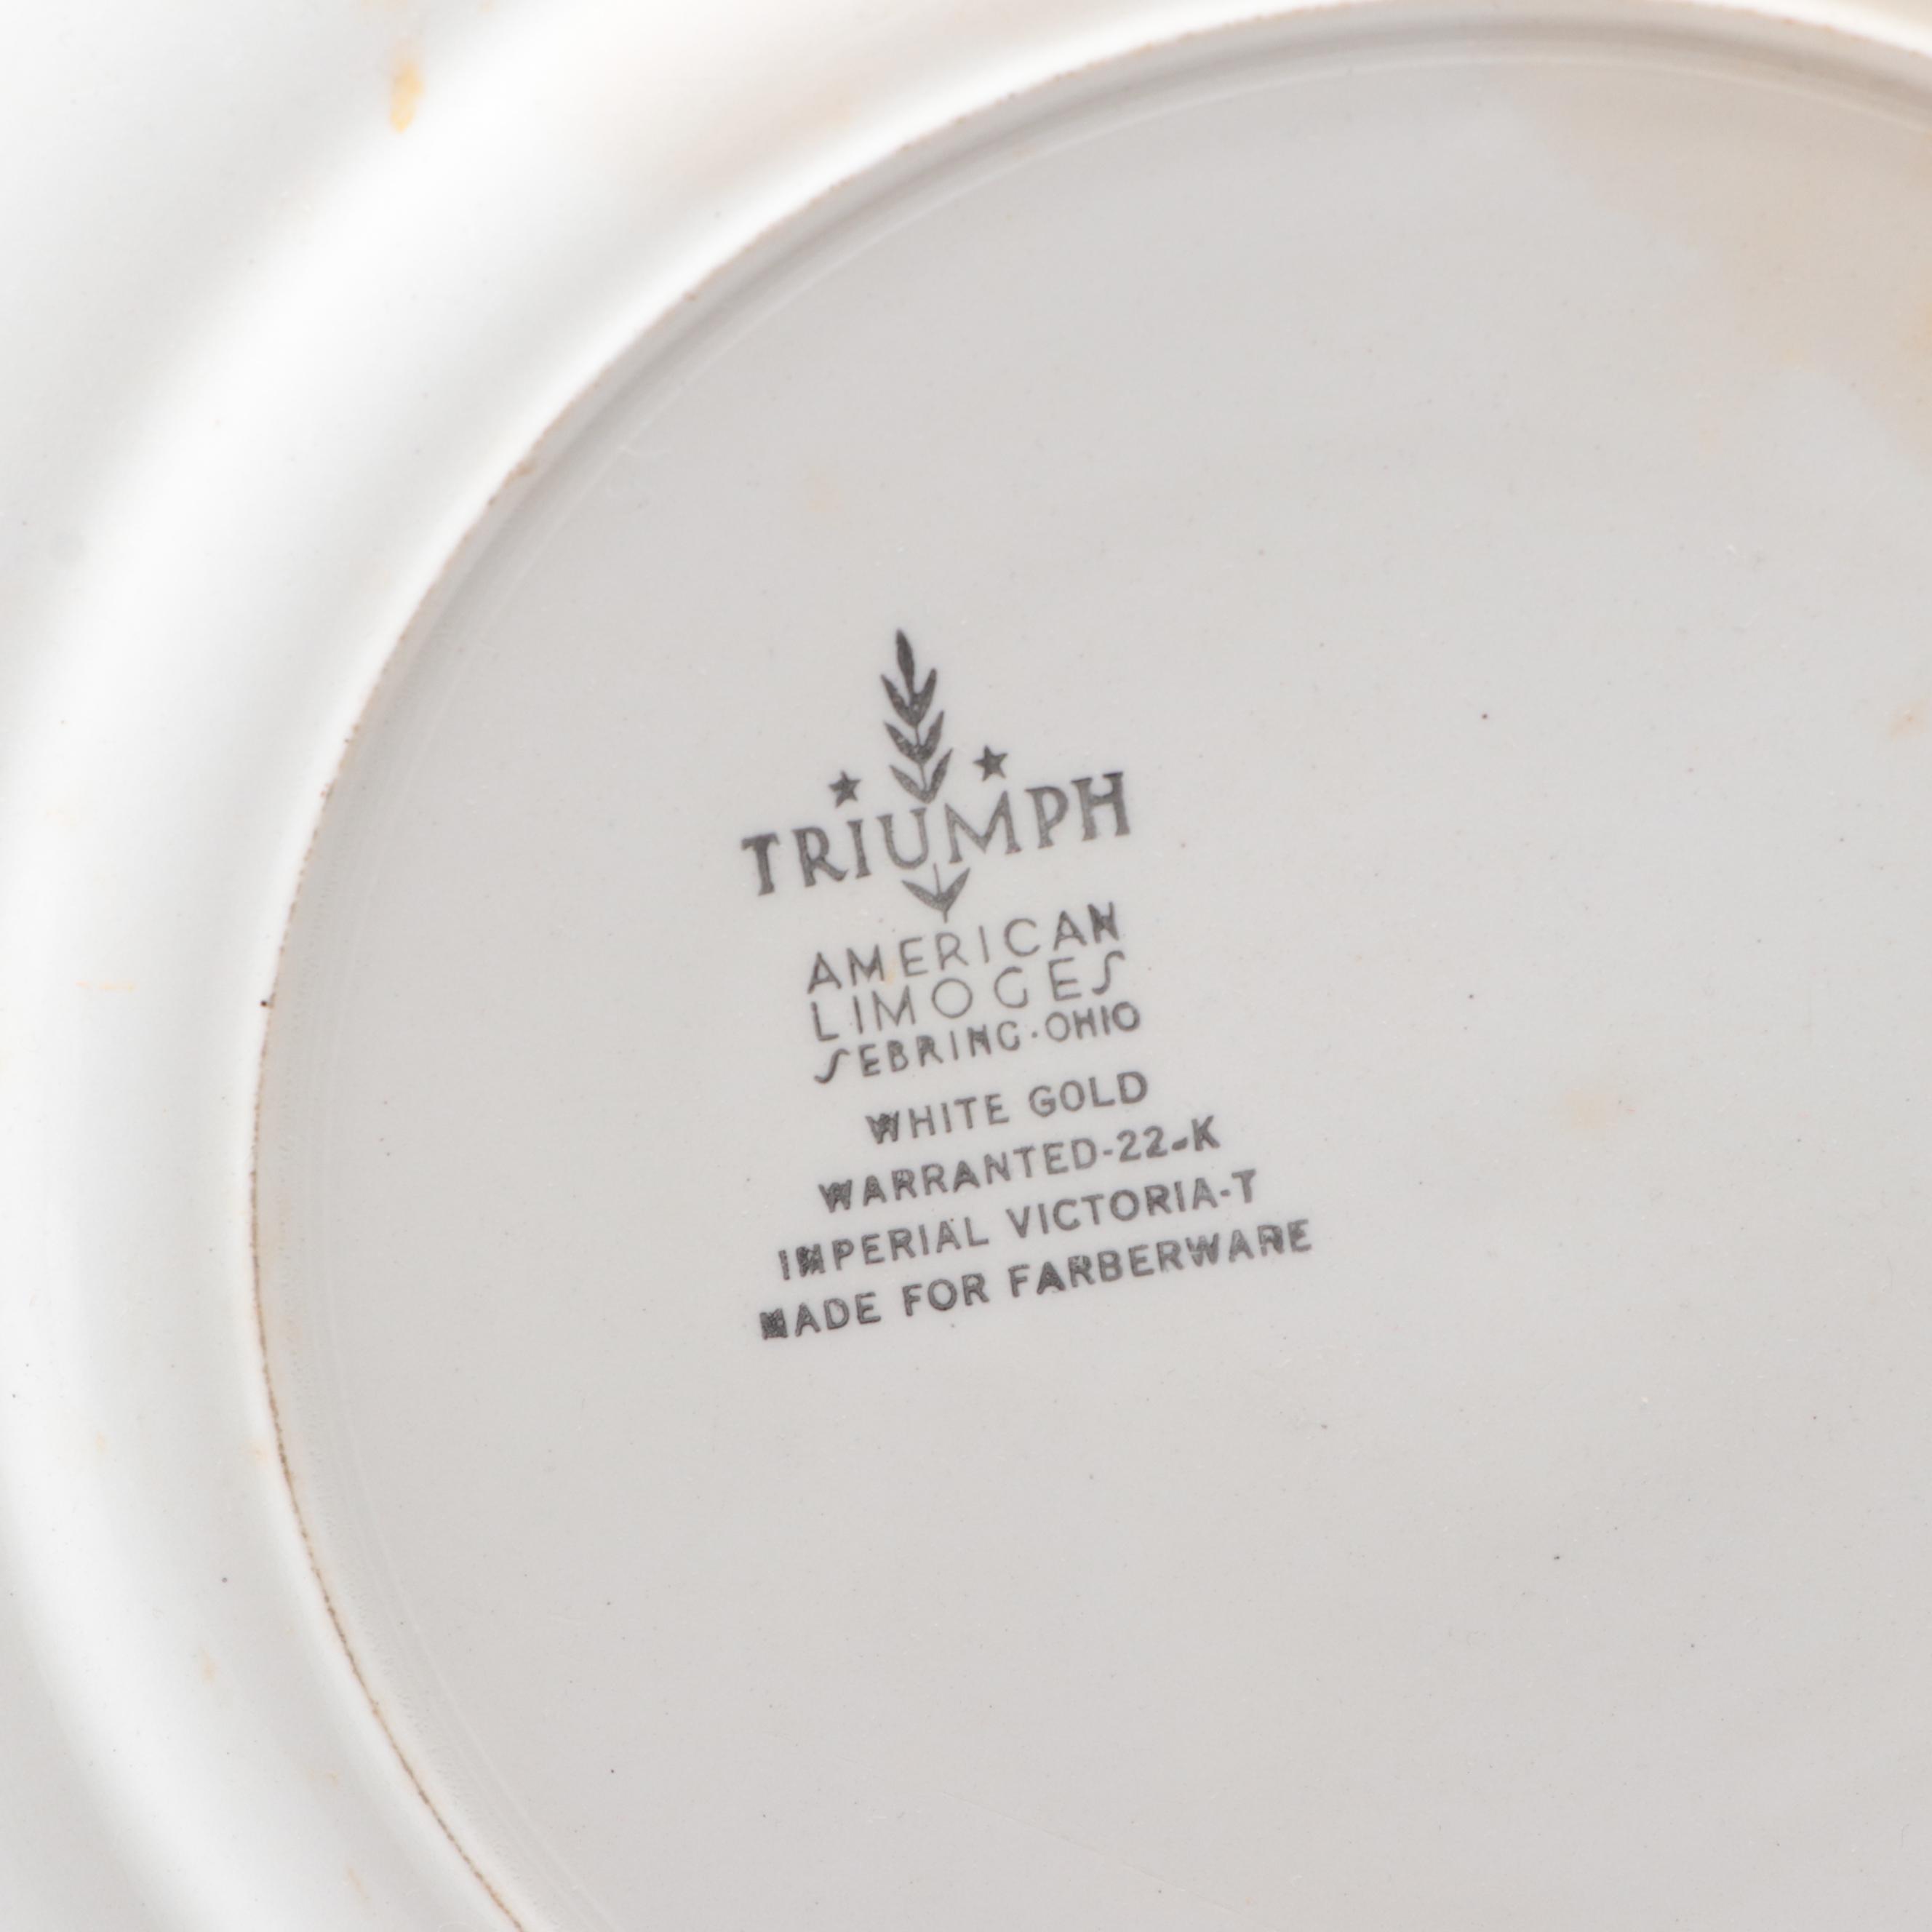 TRIUMPH
AMERICAN
LIMOGES
SEBRING·OHIO
WHITE GOLD
WARRANTED-22-K
IMPERIAL VICTORIA-T
MADE FOR FARBERWARE